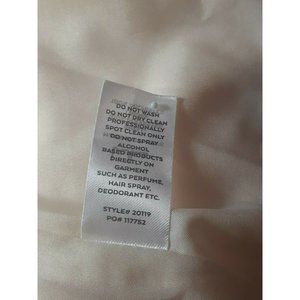 DO NOT WASH
DO NOT DRY CLEAN
PROFESSIONALLY
SPOT CLEAN ONLY
DO NOT SPRAY
ALCOHOL
BASED PRODUCTS
DIRECTLY ON
GARMENT
SUCH AS PERFUME,
HAIR SPRAY,
DEODORANT ETC.
STYLE# 20119
PO# 117752